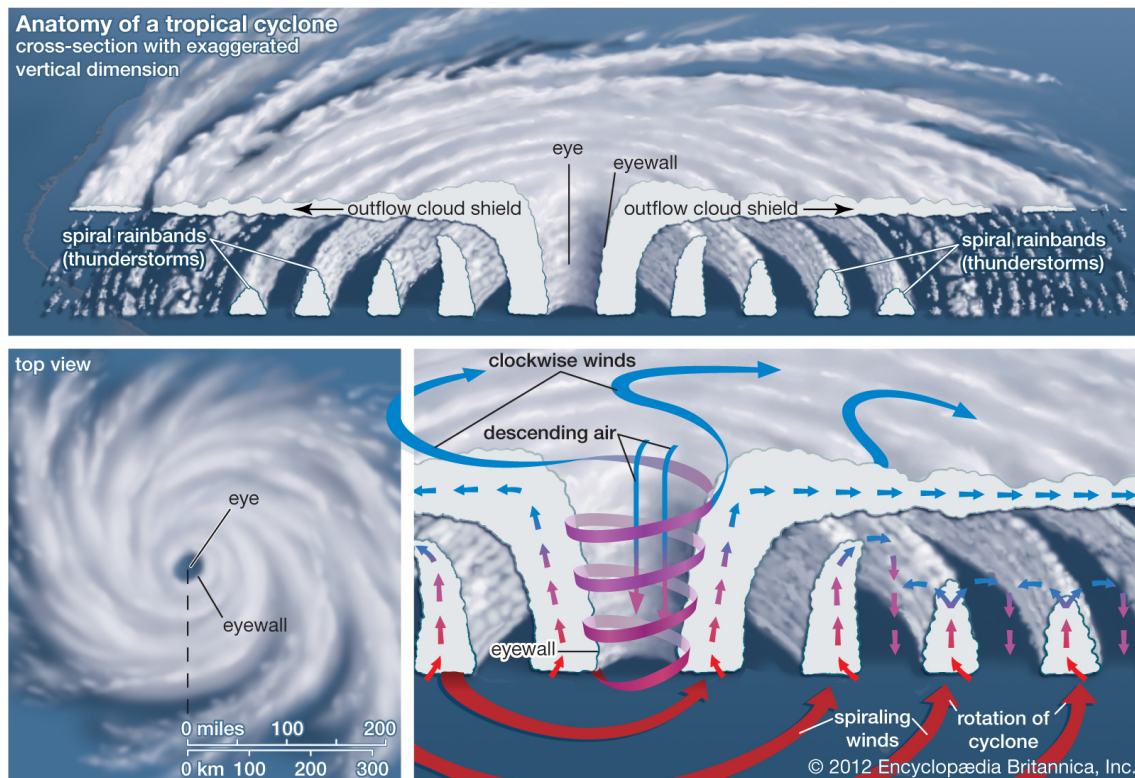 Anatomy of a tropical cyclone
cross-section with exaggerated
vertical dimension
eye
eyewall
outflow cloud shield
outflow cloud shield
spiral rainbands
(thunderstorms)
spiral rainbands
(thunderstorms)
top view
eye
eyewall
0 miles 100 200
0 km 100 200 300
clockwise winds
descending air
eyewall
spiraling
winds
rotation of
cyclone
© 2012 Encyclopædia Britannica, Inc.